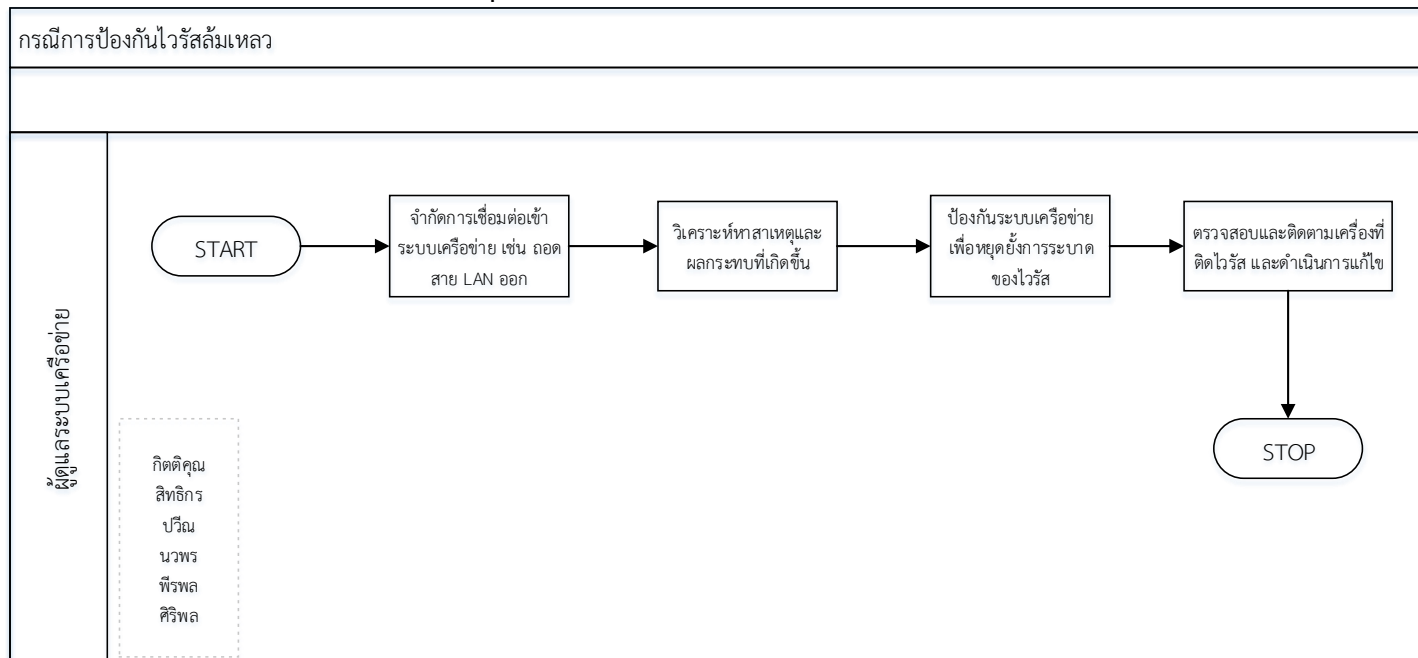 กรณีการป้องกันไวรัสล้มเหลว
ผู้ดูแลระบบเครือข่าย
START
จำกัดการเชื่อมต่อเข้า
ระบบเครือข่าย เช่น ถอด
สาย LAN ออก
วิเคราะห์หาสาเหตุและ
ผลกระทบที่เกิดขึ้น
ป้องกันระบบเครือข่าย
เพื่อหยุดยั้งการระบาด
ของไวรัส
ตรวจสอบและติดตามเครื่องที่
ติดไวรัส และดำเนินการแก้ไข
STOP
กิตติคุณ
สิทธิกร
ปวีณ
นวพร
พีรพล
ศิริพล